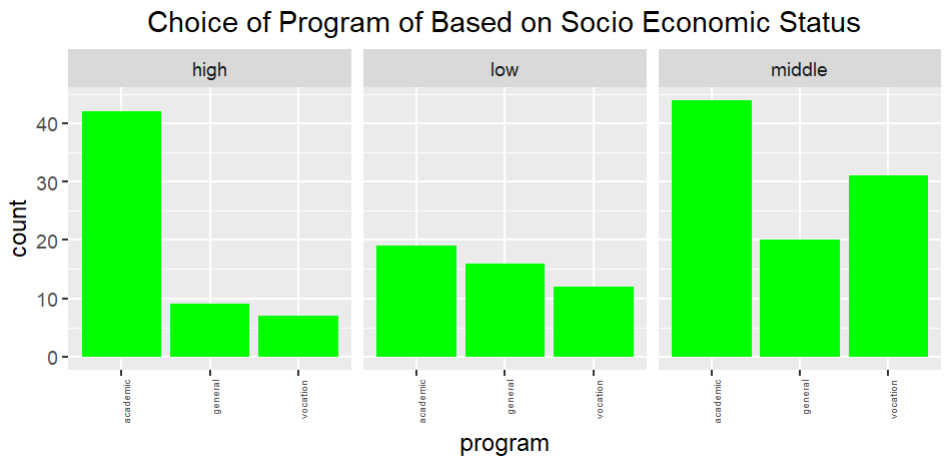 Choice of Program of Based on Socio Economic Status
high low middle
count
40
30
20
10
0
academic general vocation academic general vocation academic general vocation
program